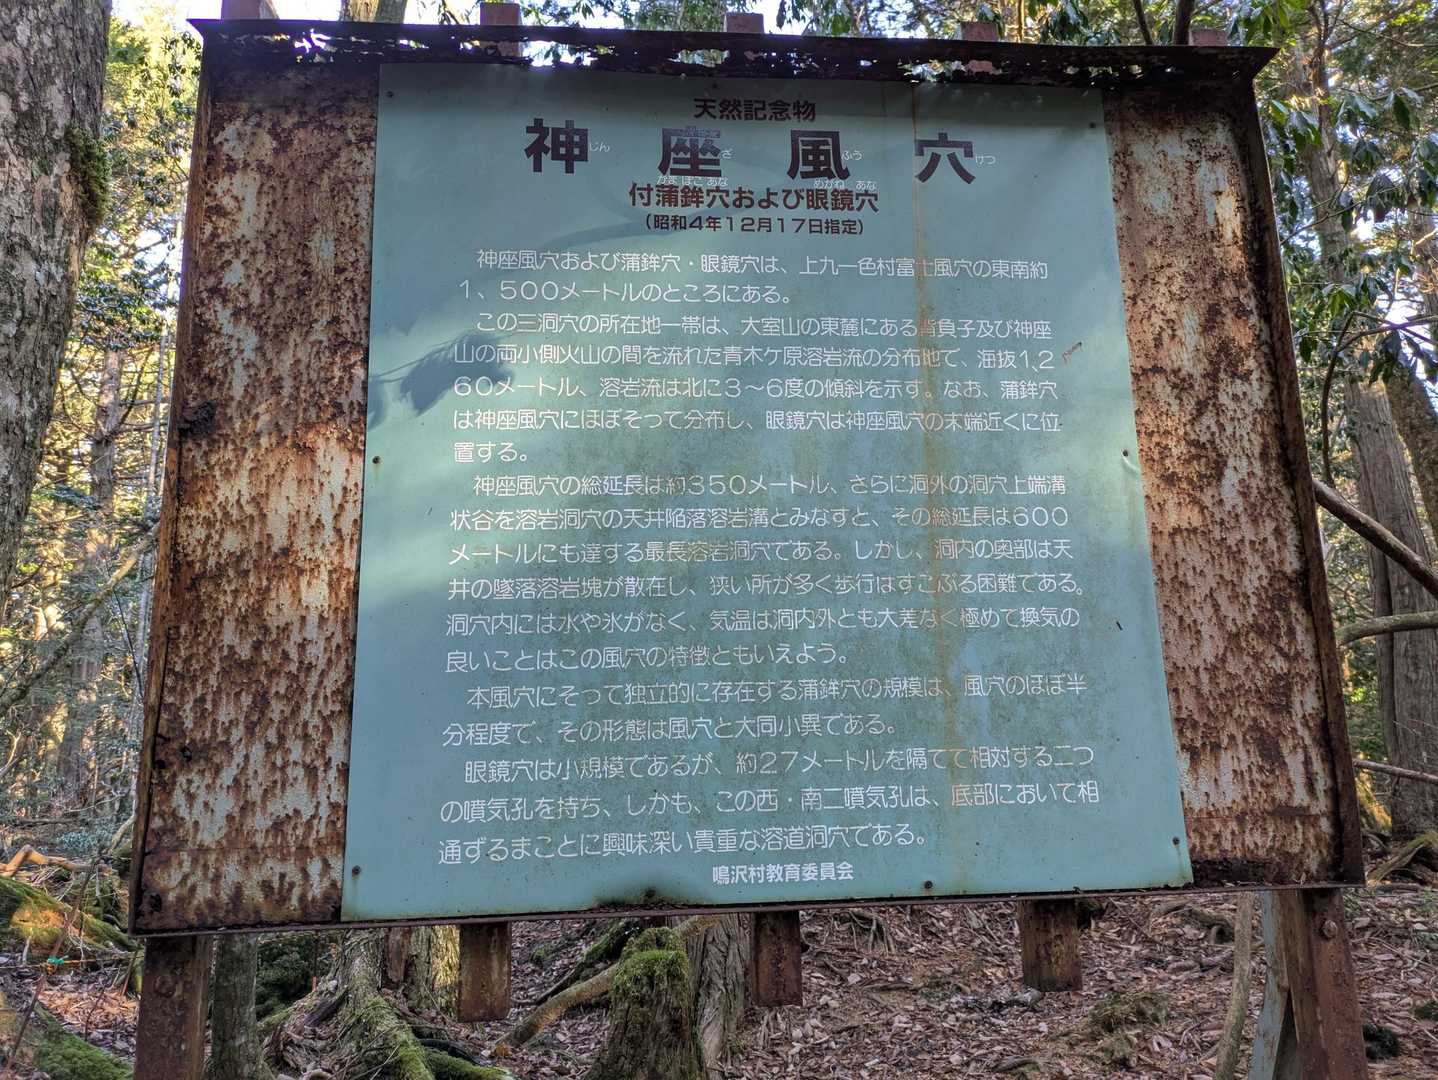 天然記念物
神座風穴
じん ざ ふう けつ
かま ぼこ あな めがね あな
付蒲鉾穴および眼鏡穴
(昭和4年12月17日指定)
神座風穴および蒲鉾穴・眼鏡穴は、上九一色村富士風穴の東南約
1、500メートルのところにある。
この三洞穴の所在地一帯は、大室山の東麓にある背負子及び神座
山の両小側火山の間を流れた青木ケ原溶岩流の分布地で、海抜1、2
60メートル、溶岩流は北に3〜6度の傾斜を示す。なお、蒲鉾穴
は神座風穴にほぼそって分布し、眼鏡穴は神座風穴の末端近くに位
置する。
神座風穴の総延長は約350メートル、さらに洞外の洞穴上端溝
状谷を溶岩洞穴の天井陥落溶岩溝とみなすと、その総延長は600
メートルにも達する最長溶岩洞穴である。しかし、洞内の奥部は天
井の墜落溶岩塊が散在し、狭い所が多く歩行はすこぶる困難である。
洞穴内には水や氷がなく、気温は洞内外とも大差なく極めて換気の
良いことはこの風穴の特徴ともいえよう。
本風穴にそって独立的に存在する蒲鉾穴の規模は、風穴のほぼ半
分程度で、その形態は風穴と大同小異である。
眼鏡穴は小規模であるが、約27メートルを隔てて相対する二つ
の噴気孔を持ち、しかも、この西・南二噴気孔は、底部において相
通ずるまことに興味深い貴重な溶道洞穴である。
鳴沢村教育委員会